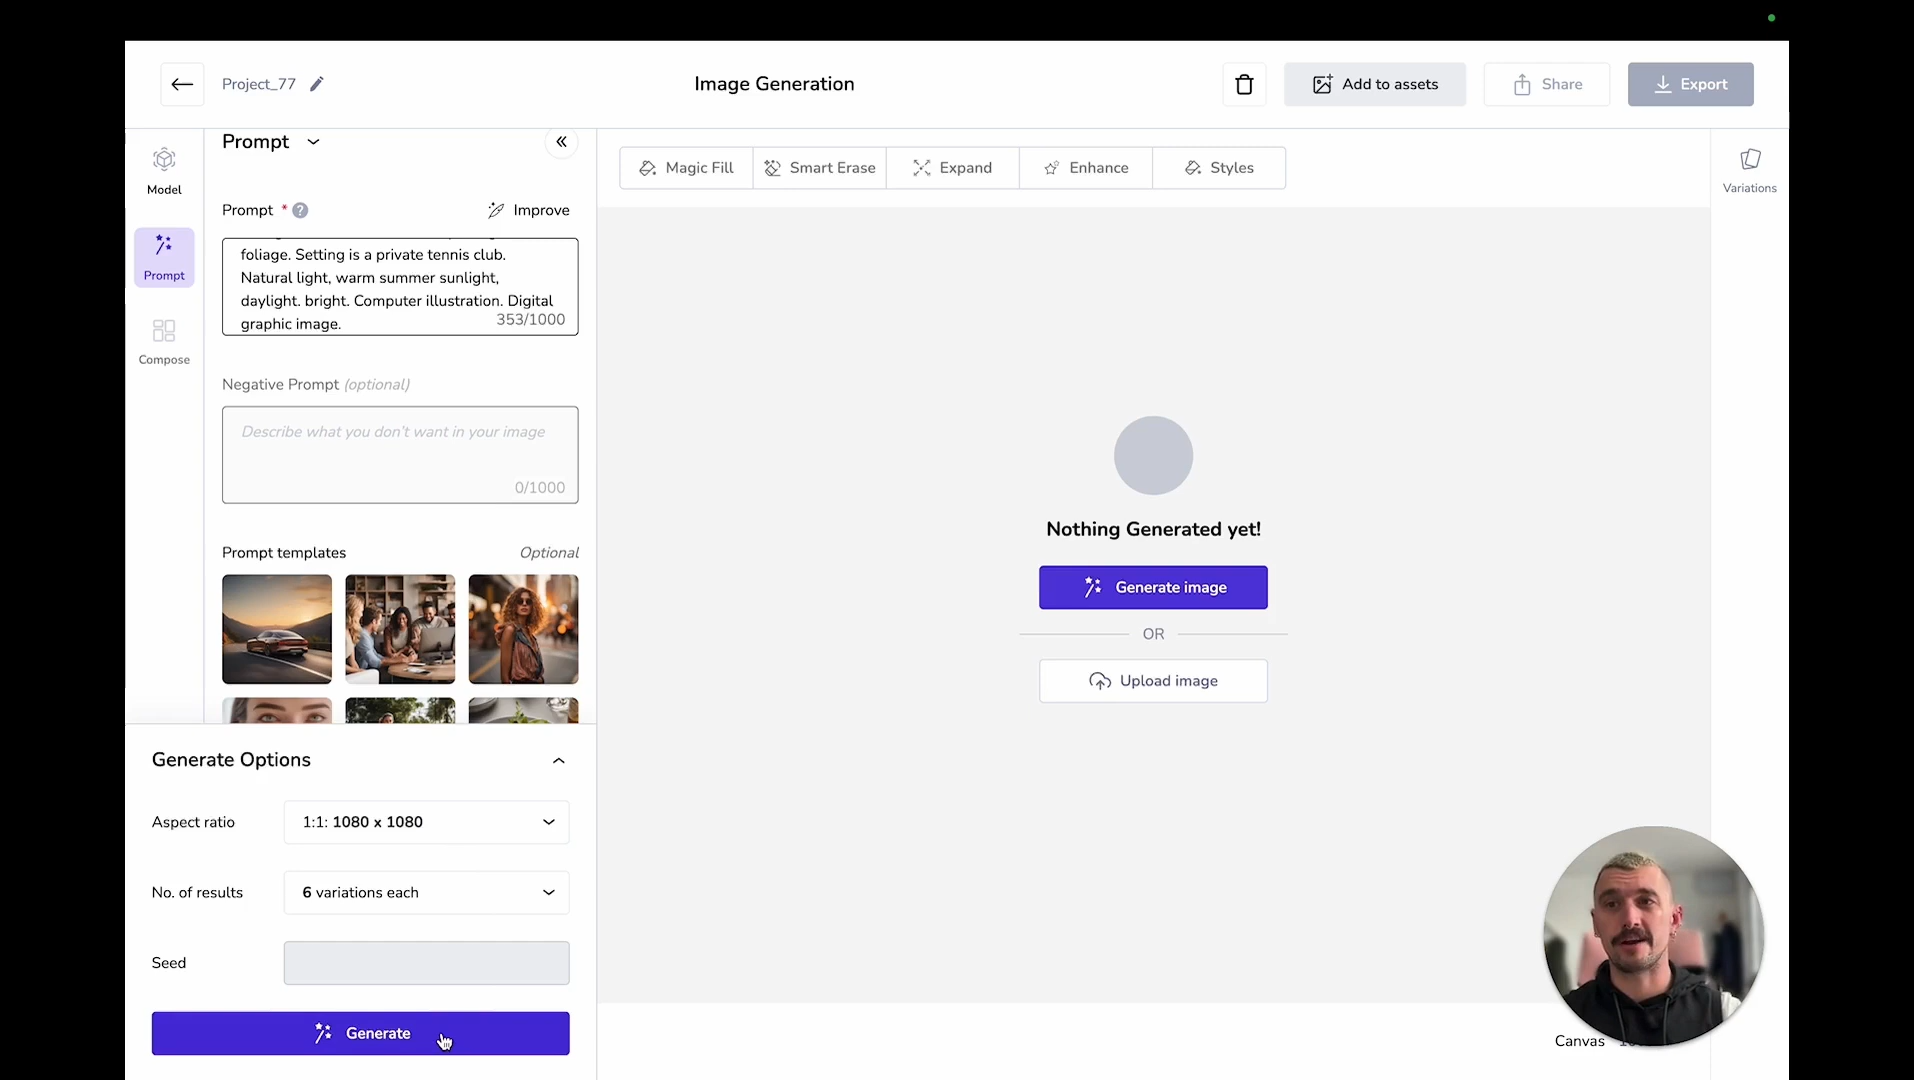 Project_77
Image Generation
Add to assets
Share
Export
Model
Prompt
Compose
Prompt
Prompt * ?
Improve
foliage. Setting is a private tennis club.
Natural light, warm summer sunlight,
daylight. bright. Computer illustration. Digital
graphic image.
353/1000
Negative Prompt (optional)
Describe what you don't want in your image
0/1000
Prompt templates
Optional
Generate Options
Aspect ratio
1:1: 1080 x 1080
No. of results
6 variations each
Seed
Generate
Magic Fill
Smart Erase
Expand
Enhance
Styles
Nothing Generated yet!
Generate image
OR
Upload image
Variations
Canvas